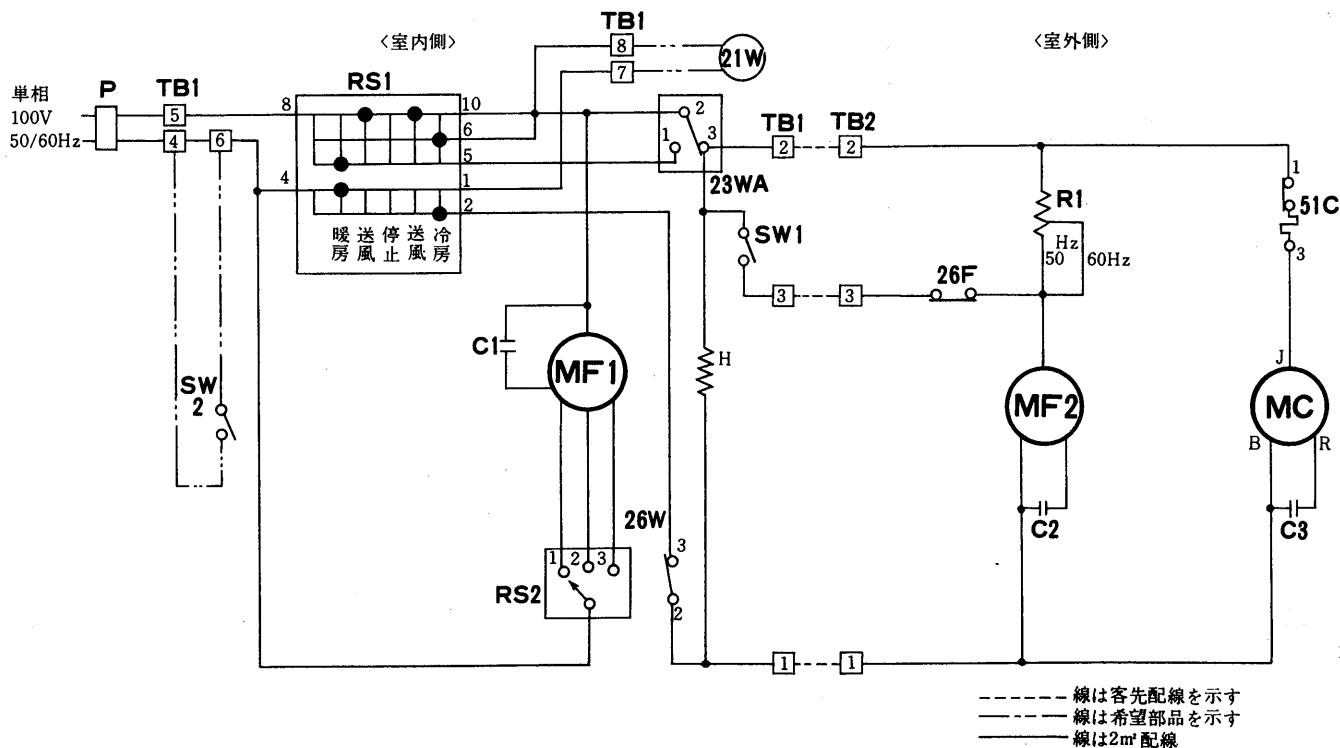 〈室内側〉
〈室外側〉
単相
100V
50/60Hz
P
TB1
5
4
6
SW
2
RS1
8
4
10
6
5
1
2
暖房
送風
停止
送風
冷房
TB1
8
7
21W
1
2
3
23WA
TB1
TB2
2
2
SW1
3
3
26F
R1
Hz
50
60Hz
1
51C
3
C1
MF1
H
MF2
C2
J
MC
B
R
C3
RS2
1
2
3
26W
3
2
1
1
線は客先配線を示す
線は希望部品を示す
線は2m㎡配線